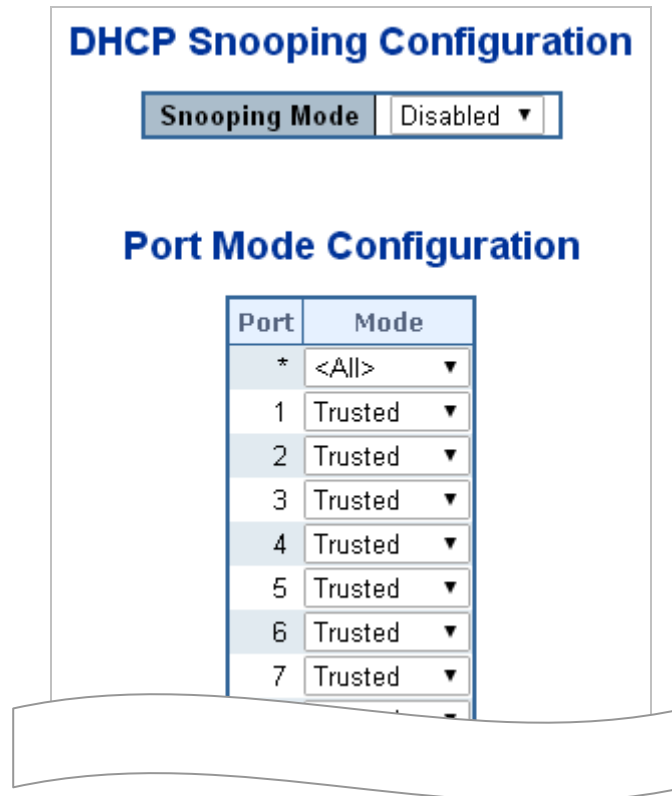 DHCP Snooping Configuration
Snooping Mode Disabled
Port Mode Configuration
Port Mode
* <All>
1 Trusted
2 Trusted
3 Trusted
4 Trusted
5 Trusted
6 Trusted
7 Trusted